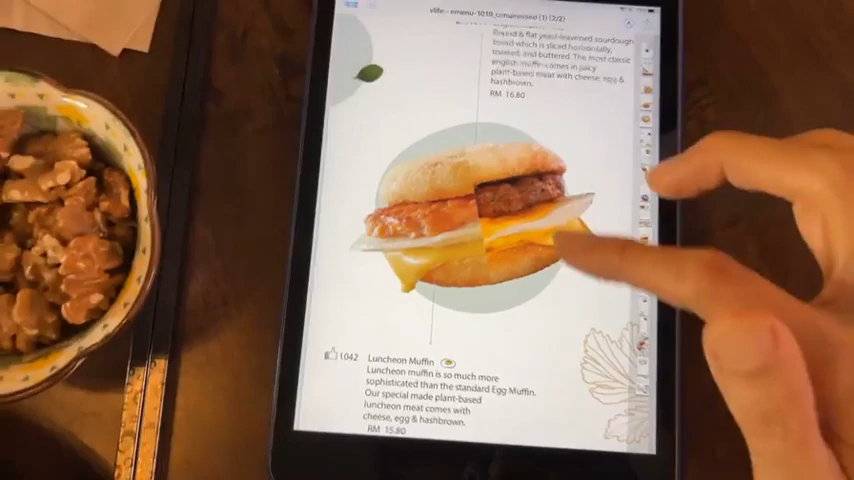 vlife - emenu-1010_compressed (1) (2/2)
Round & flat yeast-leavened sourdough
bread which is sliced horizontally,
toasted, and buttered. The most classic
english muffin comes in juicy
plant-based meat with cheese, egg &
hashbrown.
RM 16.80
1042
Luncheon Muffin
Luncheon muffin is so much more
sophisticated than the standard Egg Muffin.
Our special made plant-based
luncheon meat comes with
cheese, egg & hashbrown.
RM 15.80